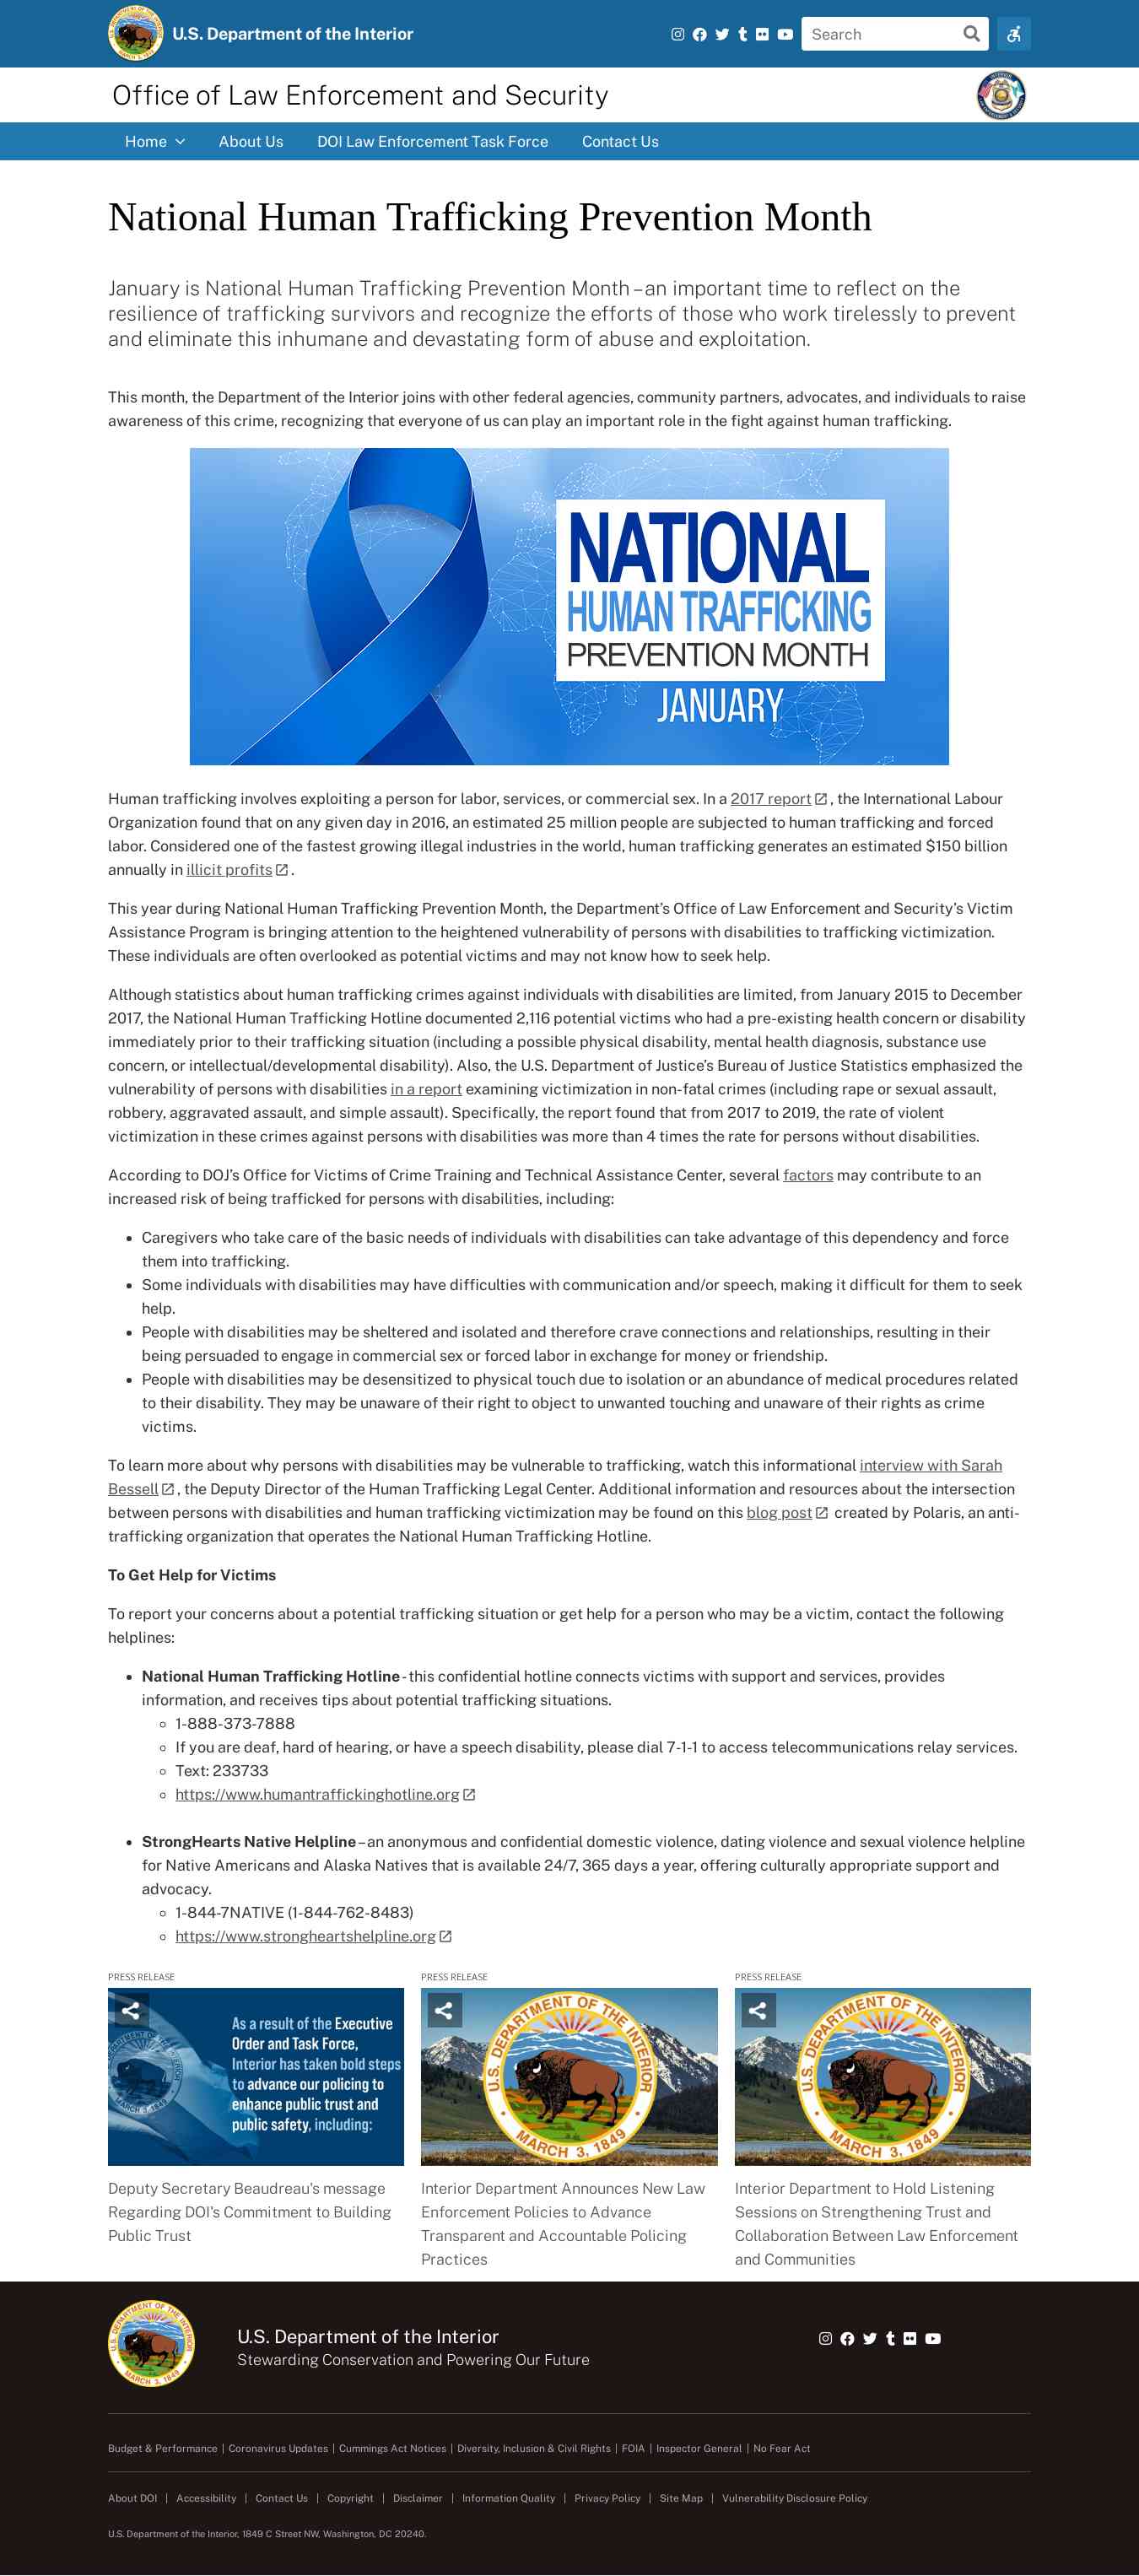 U.S. Department of the Interior
Search
Office of Law Enforcement and Security
Home
About Us
DOI Law Enforcement Task Force
Contact Us
National Human Trafficking Prevention Month
January is National Human Trafficking Prevention Month – an important time to reflect on the
resilience of trafficking survivors and recognize the efforts of those who work tirelessly to prevent
and eliminate this inhumane and devastating form of abuse and exploitation.
This month, the Department of the Interior joins with other federal agencies, community partners, advocates, and individuals to raise
awareness of this crime, recognizing that everyone of us can play an important role in the fight against human trafficking.
NATIONAL
HUMAN TRAFFICKING
PREVENTION MONTH
JANUARY
Human trafficking involves exploiting a person for labor, services, or commercial sex. In a 2017 report , the International Labour
Organization found that on any given day in 2016, an estimated 25 million people are subjected to human trafficking and forced
labor. Considered one of the fastest growing illegal industries in the world, human trafficking generates an estimated $150 billion
annually in illicit profits .
This year during National Human Trafficking Prevention Month, the Department's Office of Law Enforcement and Security's Victim
Assistance Program is bringing attention to the heightened vulnerability of persons with disabilities to trafficking victimization.
These individuals are often overlooked as potential victims and may not know how to seek help.
Although statistics about human trafficking crimes against individuals with disabilities are limited, from January 2015 to December
2017, the National Human Trafficking Hotline documented 2,116 potential victims who had a pre-existing health concern or disability
immediately prior to their trafficking situation (including a possible physical disability, mental health diagnosis, substance use
concern, or intellectual/developmental disability). Also, the U.S. Department of Justice's Bureau of Justice Statistics emphasized the
vulnerability of persons with disabilities in a report examining victimization in non-fatal crimes (including rape or sexual assault,
robbery, aggravated assault, and simple assault). Specifically, the report found that from 2017 to 2019, the rate of violent
victimization in these crimes against persons with disabilities was more than 4 times the rate for persons without disabilities.
According to DOJ's Office for Victims of Crime Training and Technical Assistance Center, several factors may contribute to an
increased risk of being trafficked for persons with disabilities, including:
• Caregivers who take care of the basic needs of individuals with disabilities can take advantage of this dependency and force
them into trafficking.
• Some individuals with disabilities may have difficulties with communication and/or speech, making it difficult for them to seek
help.
• People with disabilities may be sheltered and isolated and therefore crave connections and relationships, resulting in their
being persuaded to engage in commercial sex or forced labor in exchange for money or friendship.
• People with disabilities may be desensitized to physical touch due to isolation or an abundance of medical procedures related
to their disability. They may be unaware of their right to object to unwanted touching and unaware of their rights as crime
victims.
To learn more about why persons with disabilities may be vulnerable to trafficking, watch this informational interview with Sarah
Bessell , the Deputy Director of the Human Trafficking Legal Center. Additional information and resources about the intersection
between persons with disabilities and human trafficking victimization may be found on this blog post created by Polaris, an anti-
trafficking organization that operates the National Human Trafficking Hotline.
To Get Help for Victims
To report your concerns about a potential trafficking situation or get help for a person who may be a victim, contact the following
helplines:
• National Human Trafficking Hotline - this confidential hotline connects victims with support and services, provides
information, and receives tips about potential trafficking situations.
◦ 1-888-373-7888
◦ If you are deaf, hard of hearing, or have a speech disability, please dial 7-1-1 to access telecommunications relay services.
◦ Text: 233733
◦ https://www.humantraffickinghotline.org
• StrongHearts Native Helpline – an anonymous and confidential domestic violence, dating violence and sexual violence helpline
for Native Americans and Alaska Natives that is available 24/7, 365 days a year, offering culturally appropriate support and
advocacy.
◦ 1-844-7NATIVE (1-844-762-8483)
◦ https://www.strongheartshelpline.org
PRESS RELEASE
As a result of the Executive
Order and Task Force,
Interior has taken bold steps
to advance our policing to
enhance public trust and
public safety, including:
Deputy Secretary Beaudreau's message
Regarding DOI's Commitment to Building
Public Trust
PRESS RELEASE
U.S. DEPARTMENT OF THE INTERIOR
MARCH 3, 1849
Interior Department Announces New Law
Enforcement Policies to Advance
Transparent and Accountable Policing
Practices
PRESS RELEASE
U.S. DEPARTMENT OF THE INTERIOR
MARCH 3, 1849
Interior Department to Hold Listening
Sessions on Strengthening Trust and
Collaboration Between Law Enforcement
and Communities
U.S. DEPARTMENT OF THE INTERIOR
MARCH 3, 1849
U.S. Department of the Interior
Stewarding Conservation and Powering Our Future
Budget & Performance | Coronavirus Updates | Cummings Act Notices | Diversity, Inclusion & Civil Rights | FOIA | Inspector General | No Fear Act
About DOI | Accessibility | Contact Us | Copyright | Disclaimer | Information Quality | Privacy Policy | Site Map | Vulnerability Disclosure Policy
U.S. Department of the Interior, 1849 C Street NW, Washington, DC 20240.